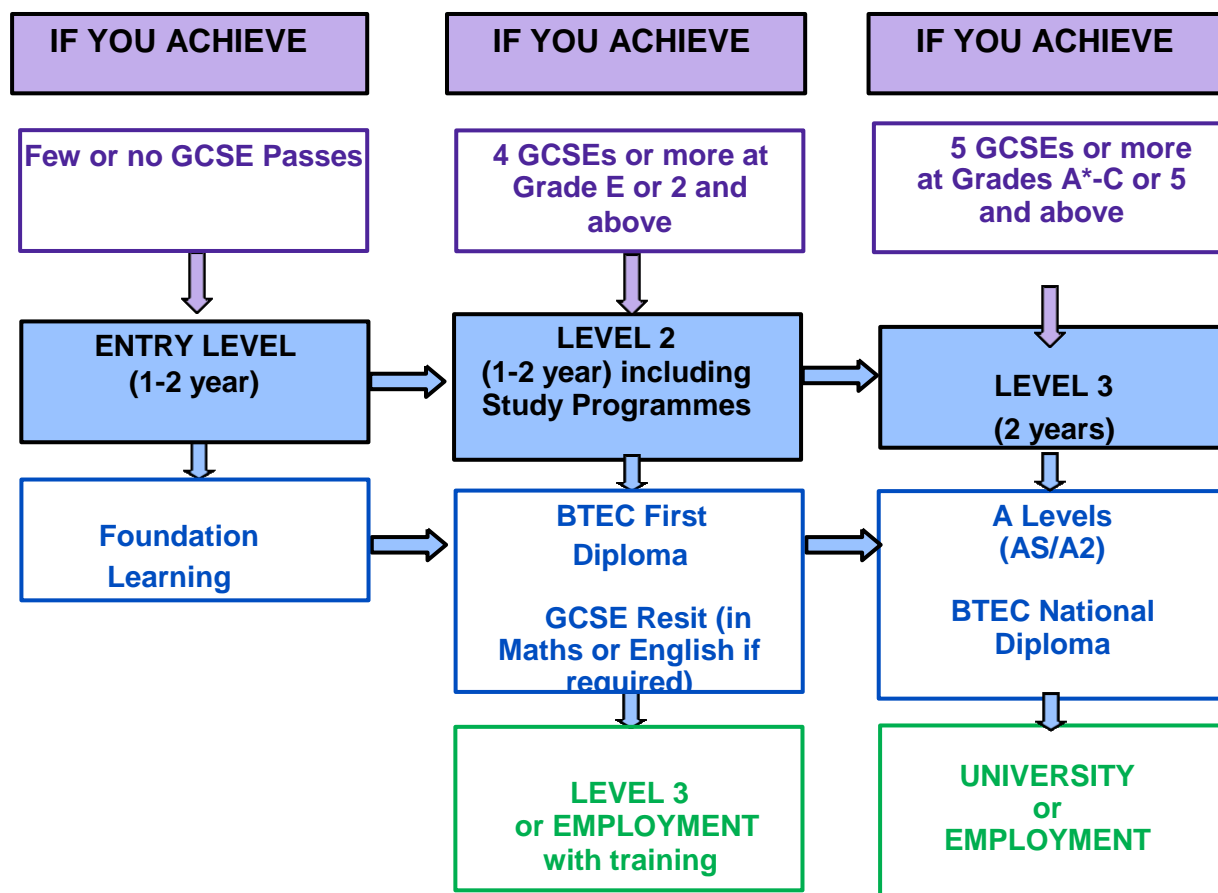 IF YOU ACHIEVE
IF YOU ACHIEVE
IF YOU ACHIEVE
Few or no GCSE Passes
4 GCSEs or more at
Grade E or 2 and
above
5 GCSEs or more
at Grades A*-C or 5
and above
ENTRY LEVEL
(1-2 year)
LEVEL 2
(1-2 year) including
Study Programmes
LEVEL 3
(2 years)
Foundation
Learning
BTEC First
Diploma
GCSE Resit (in
Maths or English if
required)
A Levels
(AS/A2)
BTEC National
Diploma
LEVEL 3
or EMPLOYMENT
with training
UNIVERSITY
or
EMPLOYMENT